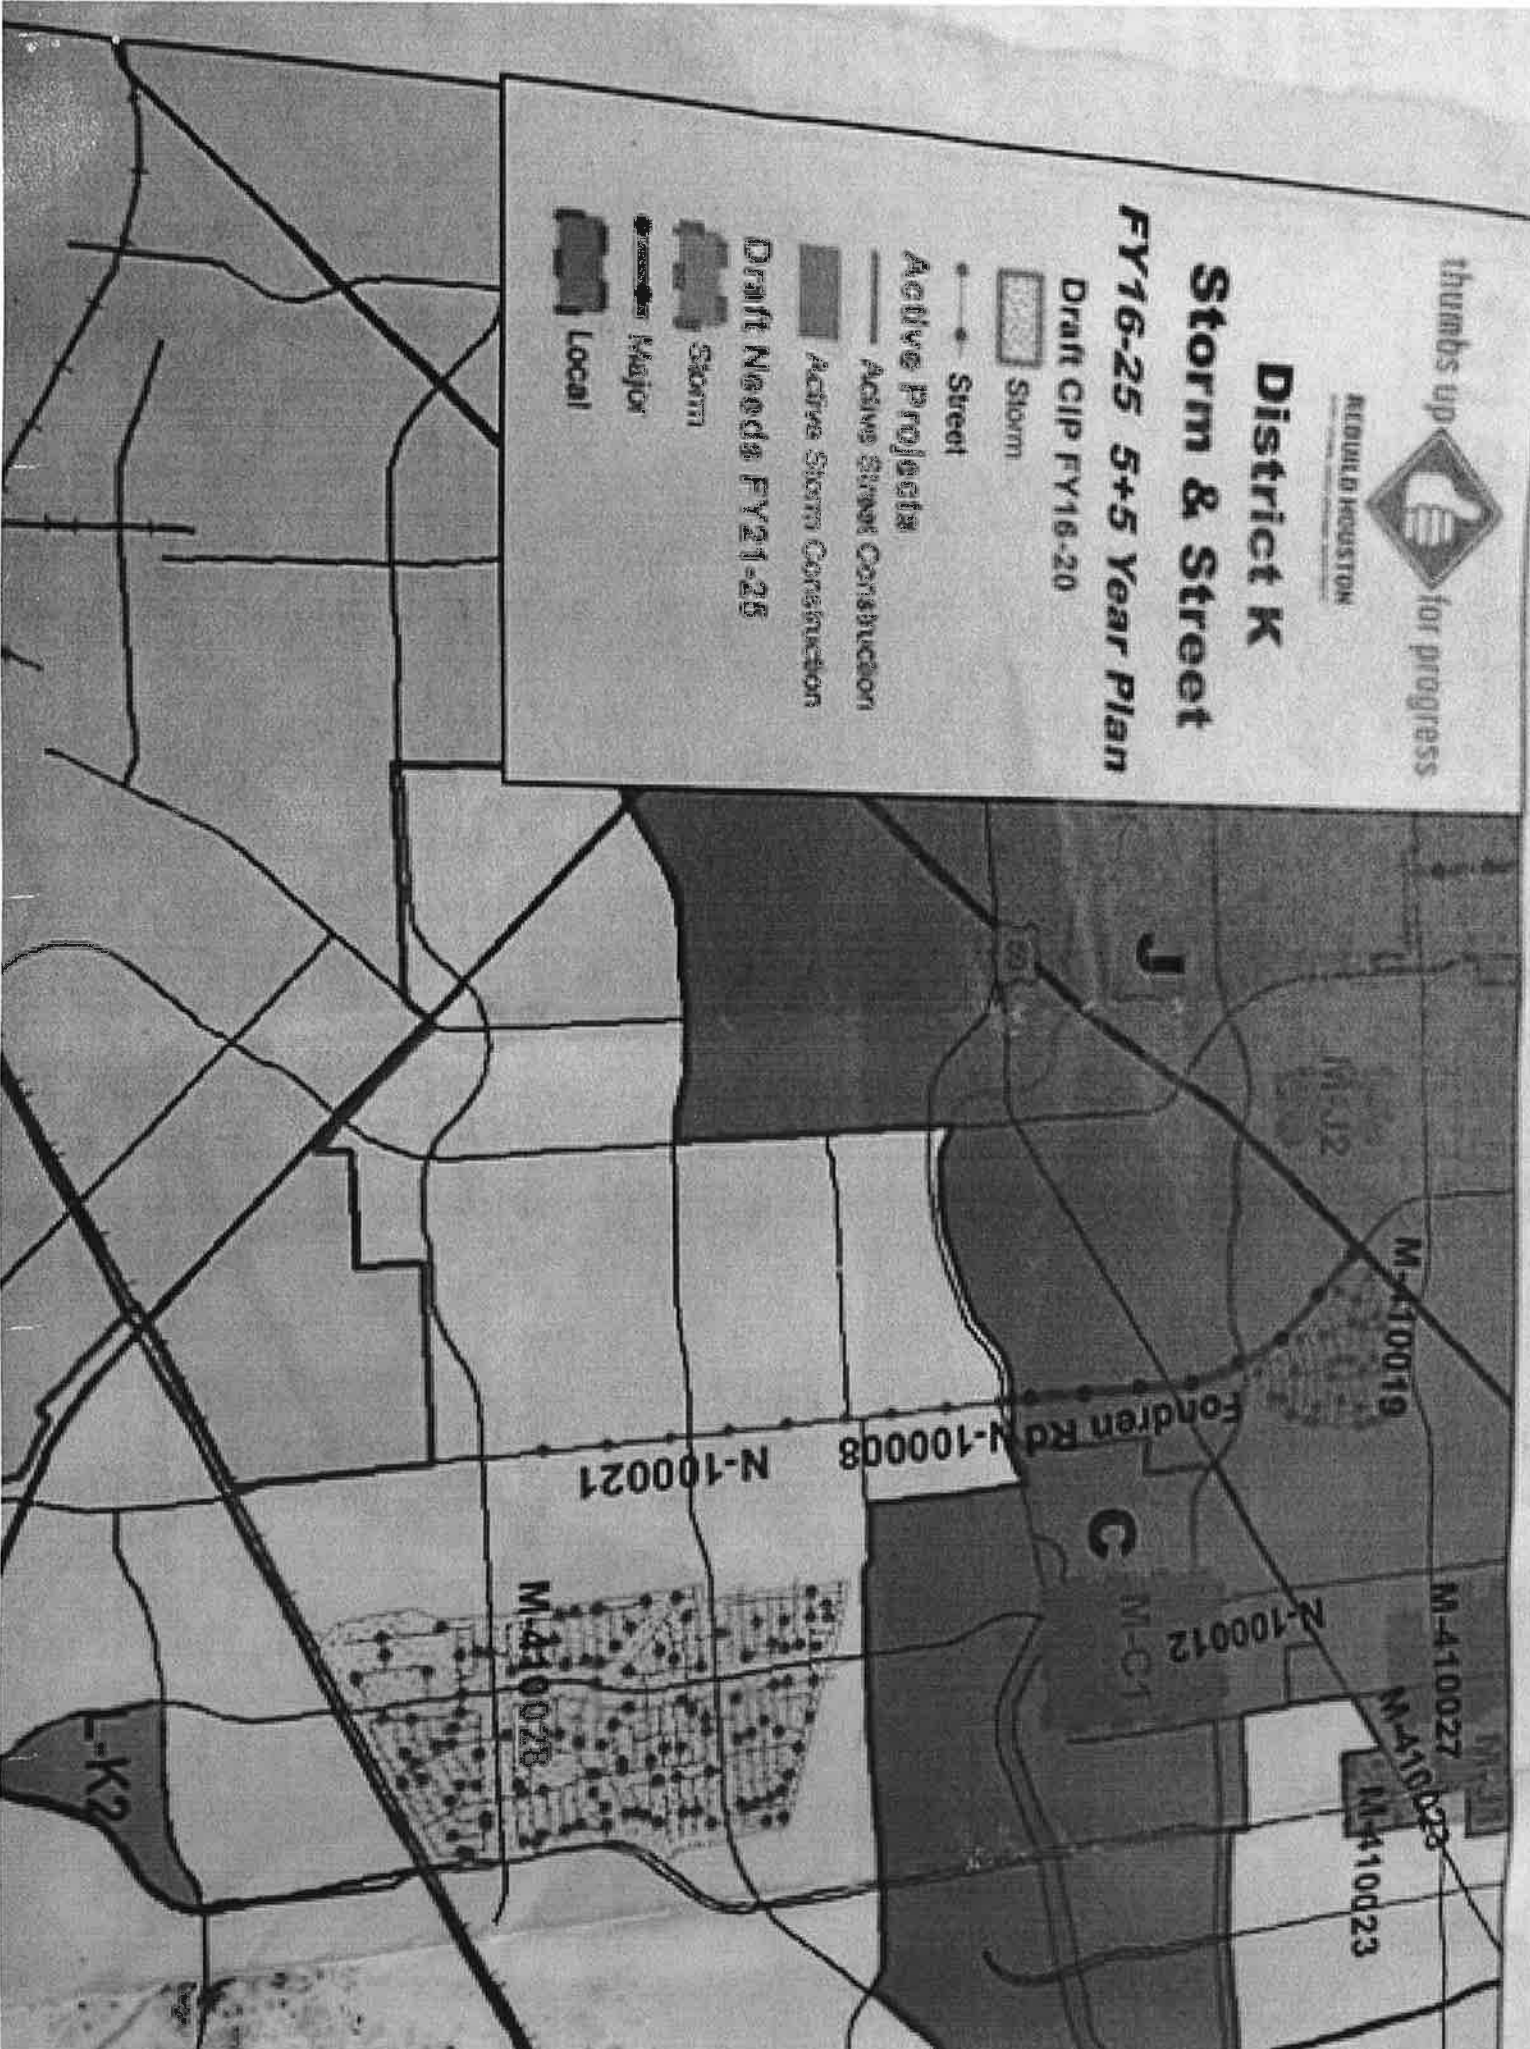 thumbs up for progress
REBUILD HOUSTON
District K
Storm & Street
FY16-25 5+5 Year Plan
Draft CIP FY16-20
Storm
Street
Active Projects
Active Street Construction
Active Storm Construction
Draft Needs FY21-25
Storm
Major
Local
J
M-J2
M-410019
Fondren Rd
N-100008
N-100021
C
M-C1
N-100012
M-410027
M-410023
M-410023
M-410028
L-K2